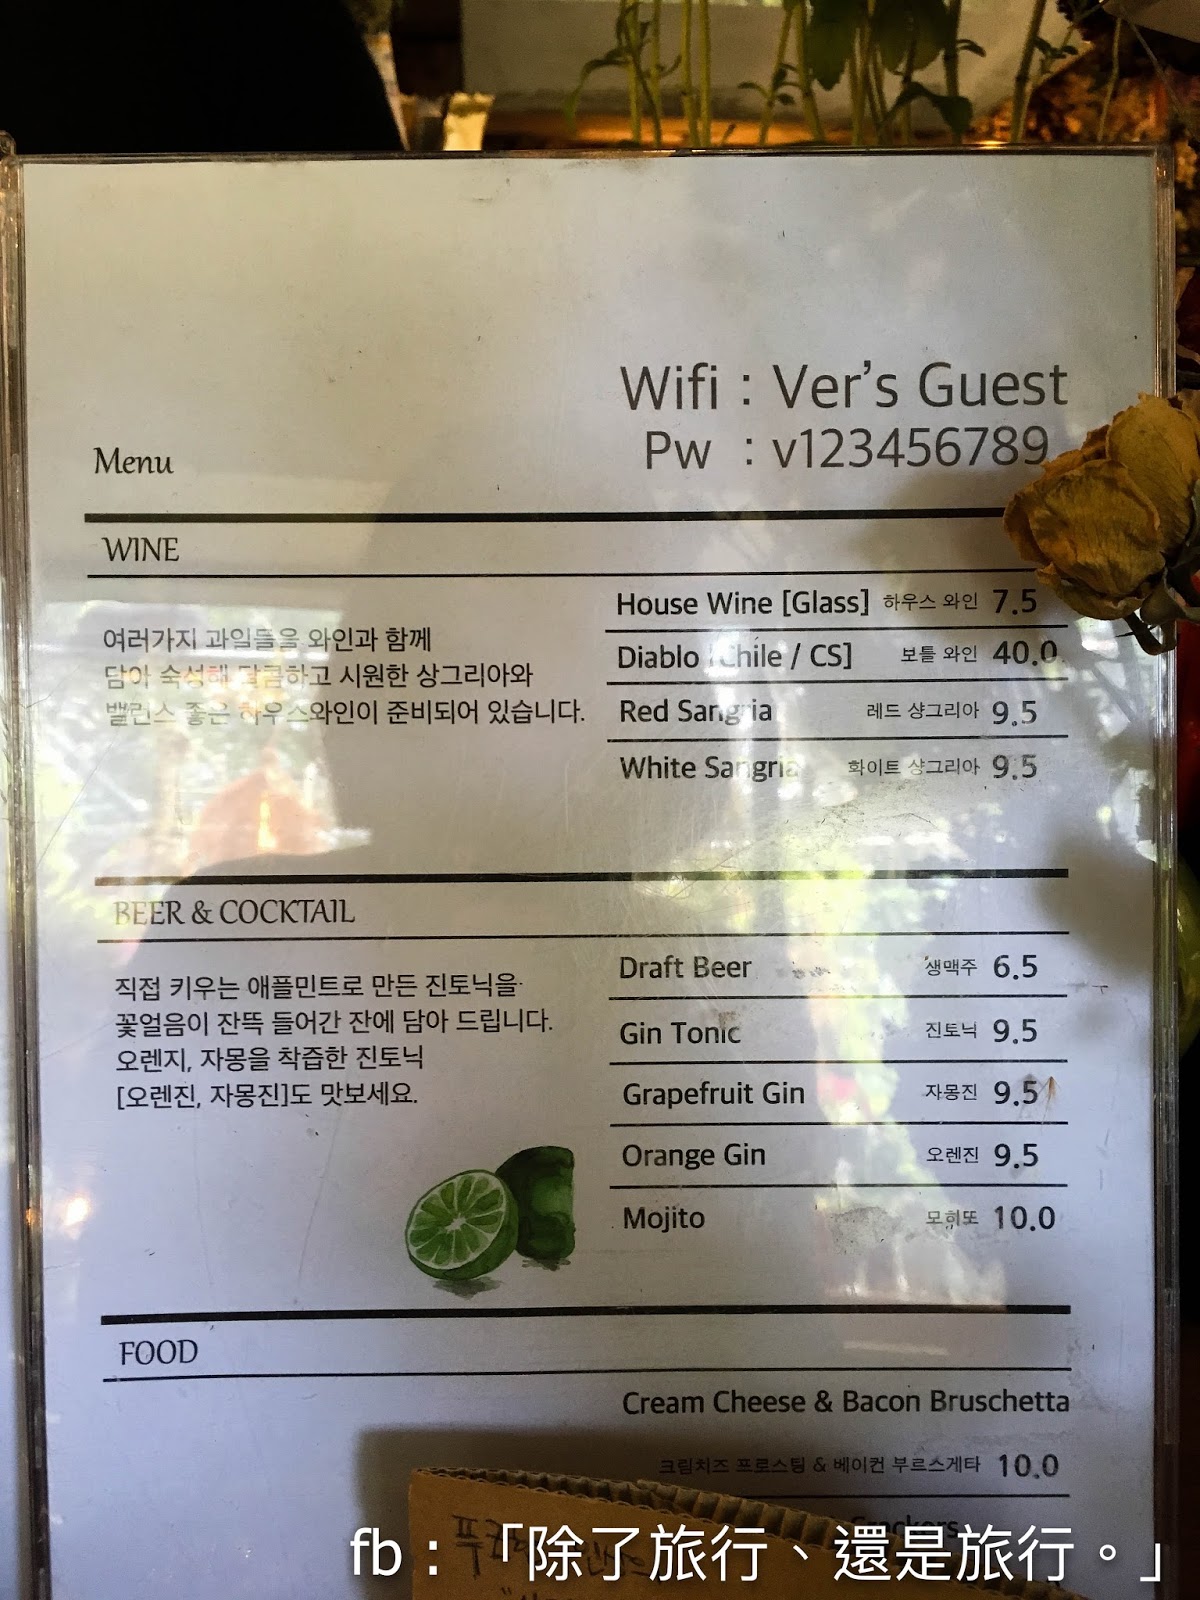 Wifi : Ver's Guest
Pw : v123456789
Menu
WINE
여러가지 과일들을 와인과 함께
담아 숙성해 달콤하고 시원한 상그리아와
밸런스 좋은 하우스와인이 준비되어 있습니다.
House Wine [Glass] 하우스 와인 7.5
Diablo [Chile / CS] 보틀 와인 40.0
Red Sangria 레드 샹그리아 9.5
White Sangria 화이트 샹그리아 9.5
BEER & COCKTAIL
직접 키우는 애플민트로 만든 진토닉을
꽃얼음이 잔뜩 들어간 잔에 담아 드립니다.
오렌지, 자몽을 착즙한 진토닉
[오렌진, 자몽진]도 맛보세요.
Draft Beer 생맥주 6.5
Gin Tonic 진토닉 9.5
Grapefruit Gin 자몽진 9.5
Orange Gin 오렌진 9.5
Mojito 모히또 10.0
FOOD
Cream Cheese & Bacon Bruschetta
크림치즈 프로스팅 & 베이컨 부르스게타 10.0
Crackers
fb：「除了旅行、還是旅行。」